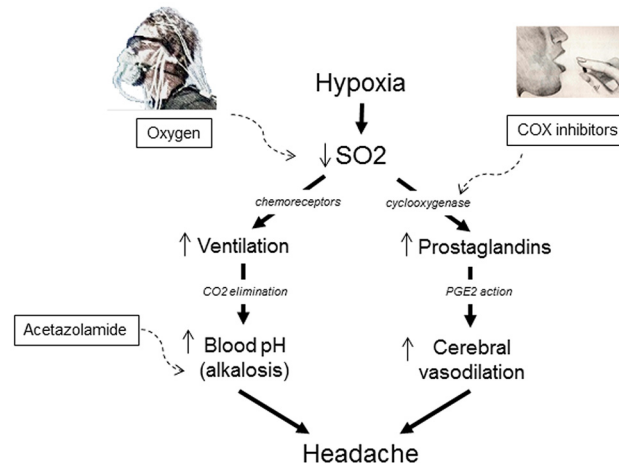 Hypoxia
Oxygen
COX inhibitors
↓ SO2
chemoreceptors
cyclooxygenase
↑ Ventilation
↑ Prostaglandins
CO2 elimination
PGE2 action
Acetazolamide
↑ Blood pH
(alkalosis)
↑ Cerebral
vasodilation
Headache